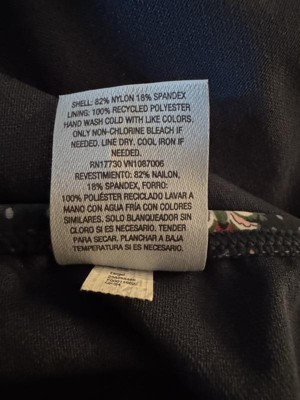 SHELL: 82% NYLON 18% SPANDEX
LINING: 100% RECYCLED POLYESTER
HAND WASH COLD WITH LIKE COLORS,
ONLY NON-CHLORINE BLEACH IF
NEEDED. LINE DRY. COOL IRON IF
NEEDED.
RN17730 VN1087006
REVESTIMIENTO: 82% NAILON,
18% SPANDEX, FORRO:
100% POLIÉSTER RECICLADO LAVAR A
MANO CON AGUA FRÍA CON COLORES
SIMILARES. SOLO BLANQUEADOR SIN
CLORO SI ES NECESARIO. TENDER
PARA SECAR. PLANCHAR A BAJA
TEMPERATURA SI ES NECESARIO.